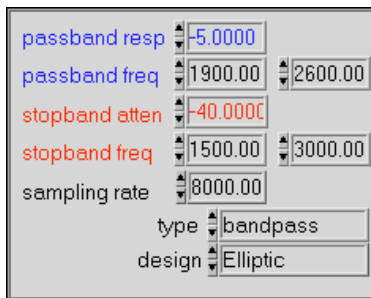 passband resp -5.0000
passband freq 1900.00 2600.00
stopband atten -40.0000
stopband freq 1500.00 3000.00
sampling rate 8000.00
type bandpass
design Elliptic